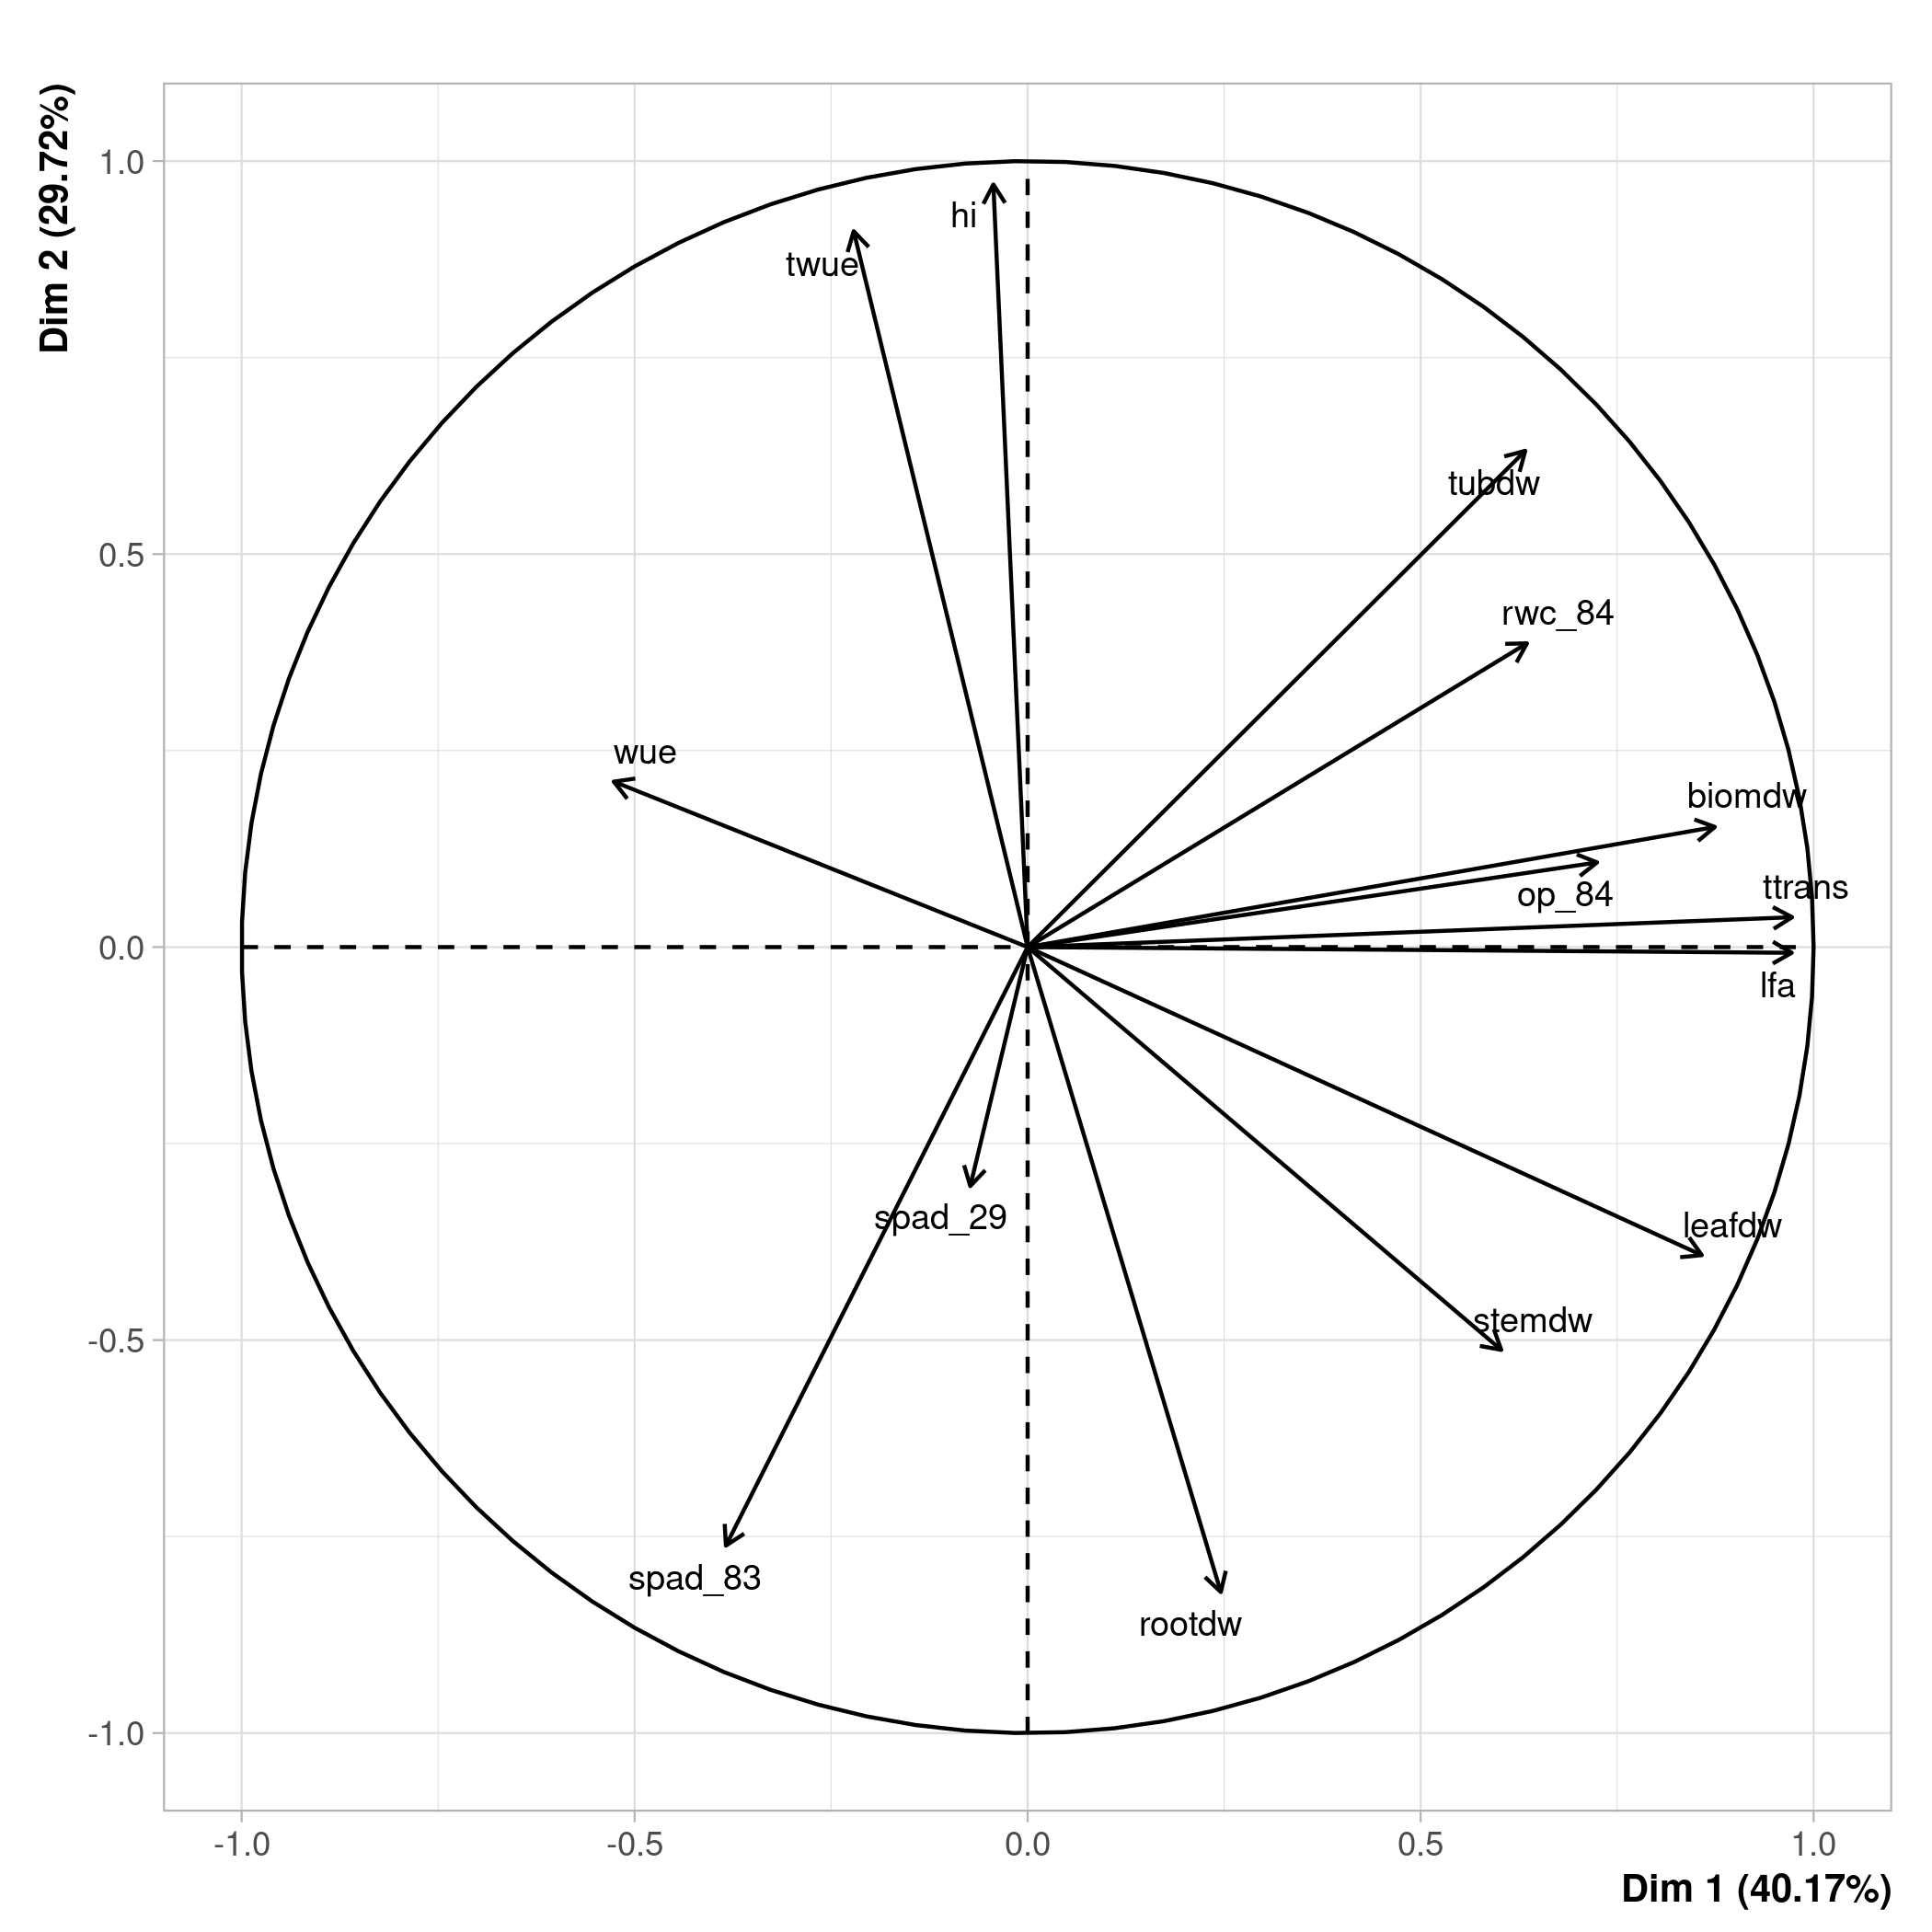 Dim 2 (29.72%)
1.0
0.5
0.0
-0.5
-1.0
hi
twue
tubdw
rwc_84
wue
biomdw
op_84
ttrans
lfa
spad_29
leafdw
stemdw
spad_83
rootdw
-1.0
-0.5
0.0
0.5
1.0
Dim 1 (40.17%)